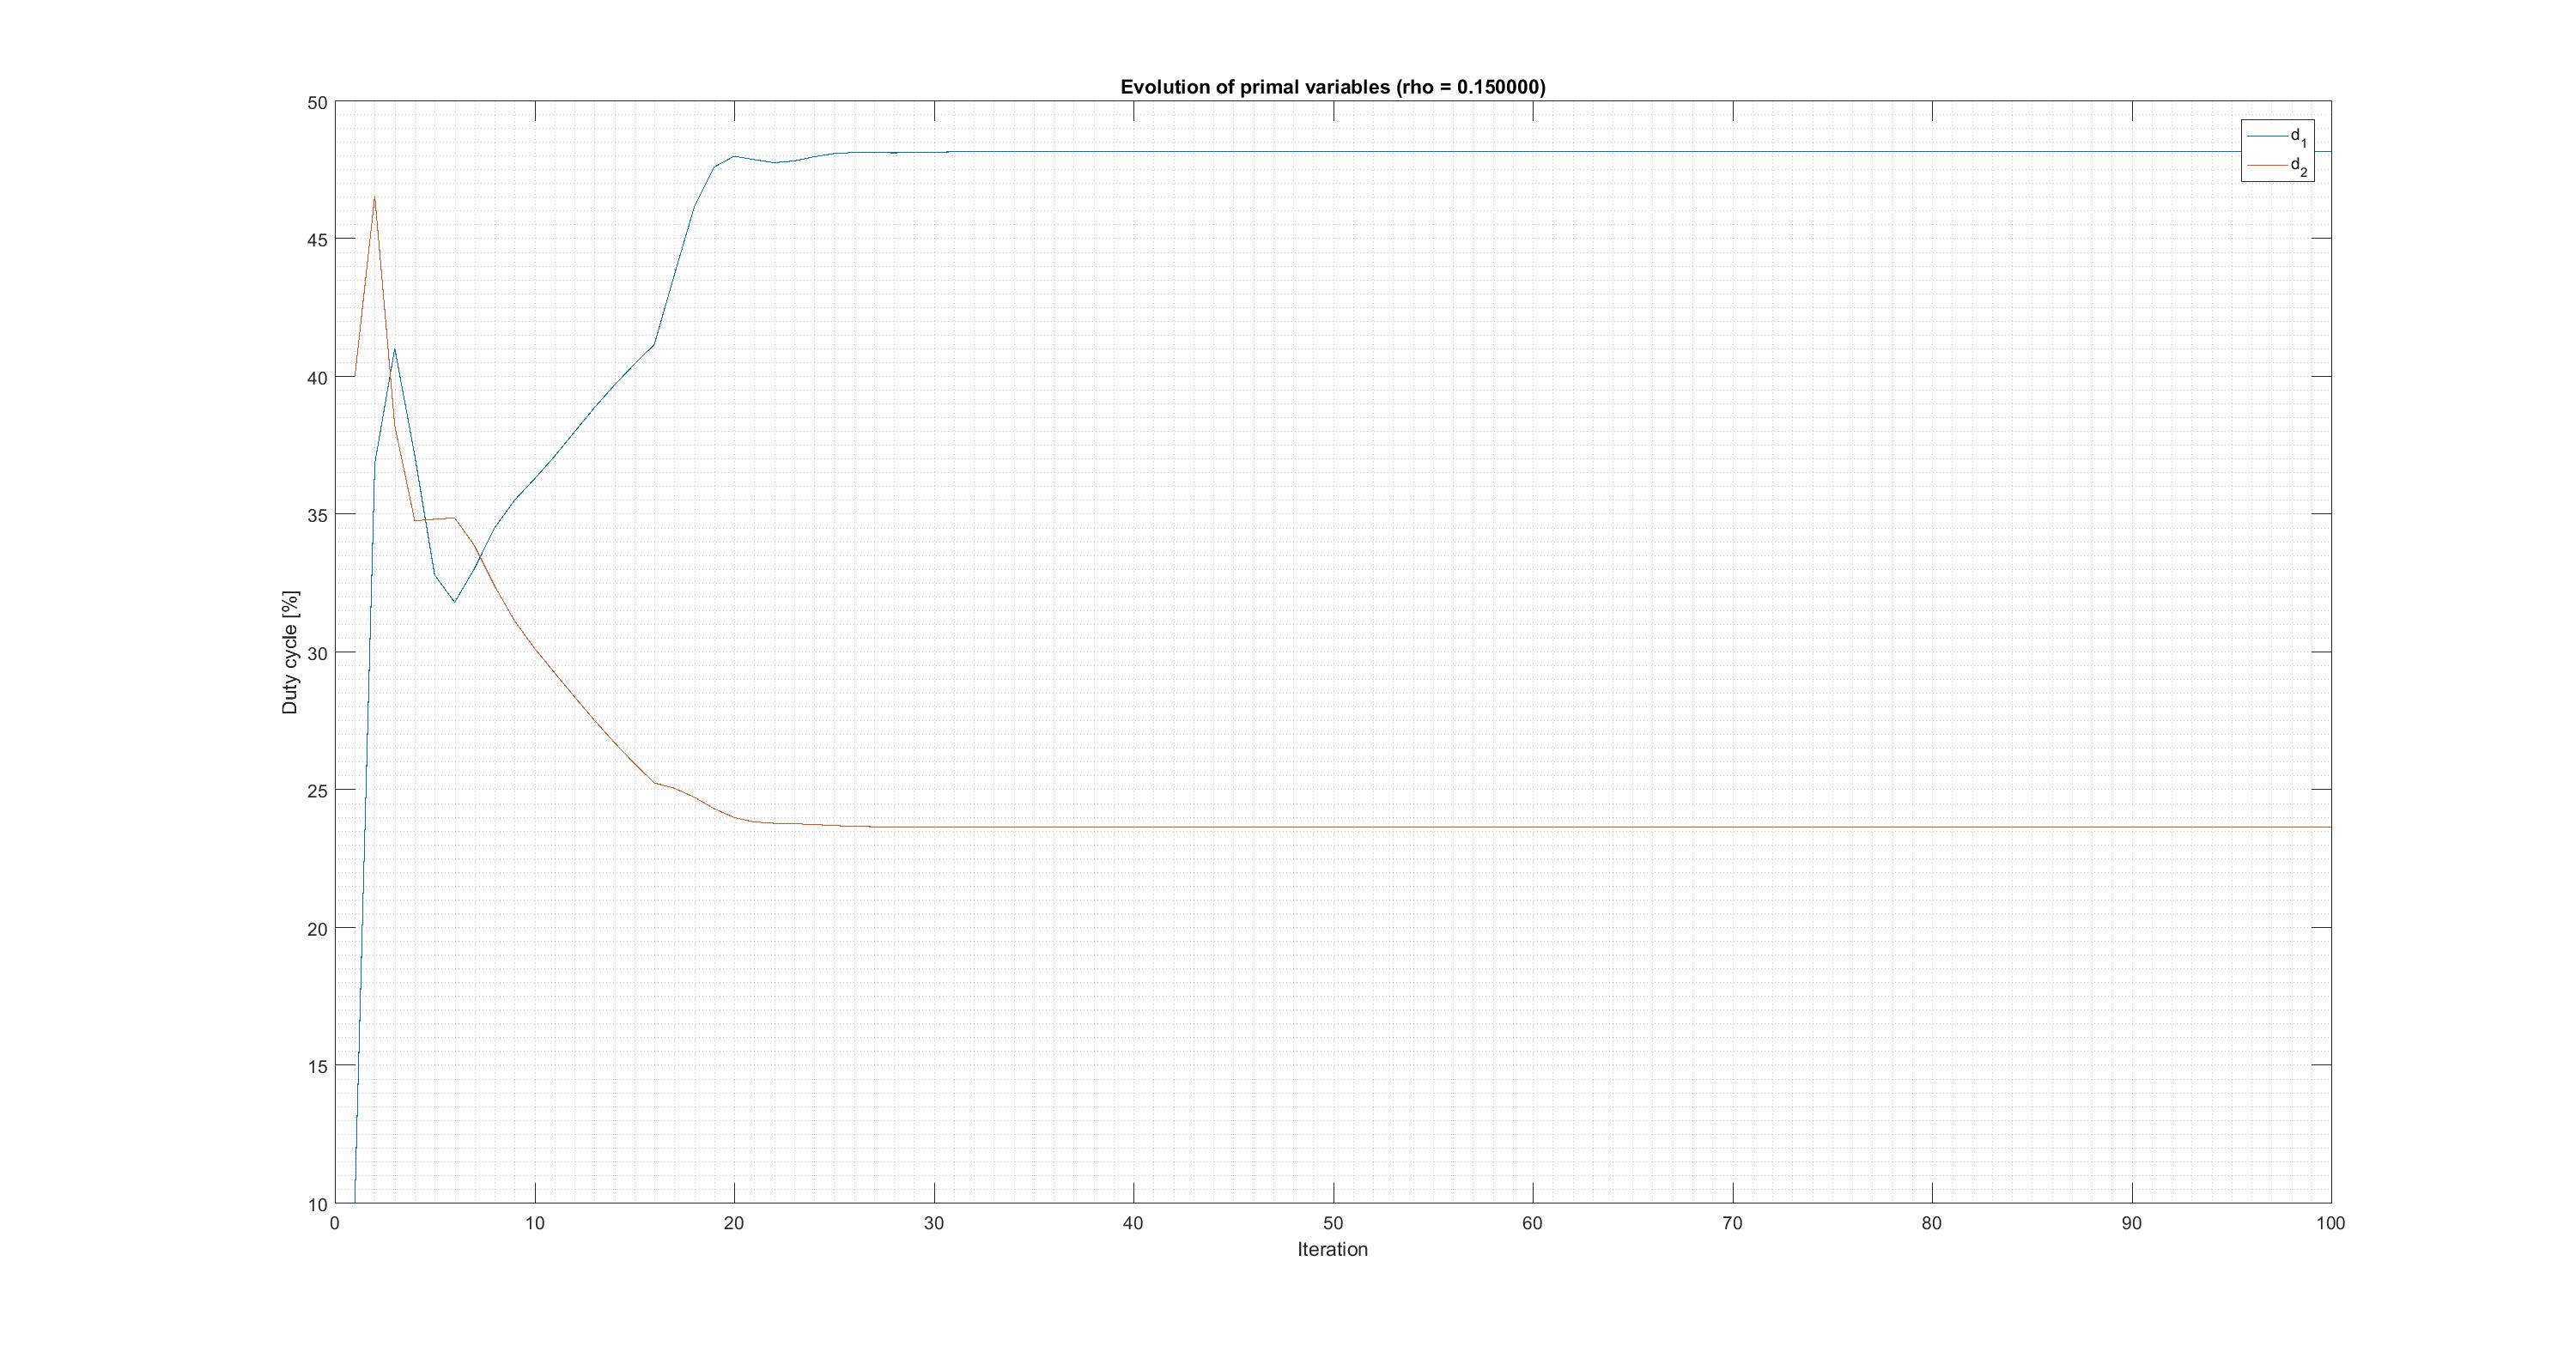 Evolution of primal variables (rho = 0.150000)
50
45
40
35
30
25
20
15
10
Duty cycle [%]
d1
d2
0 10 20 30 40 50 60 70 80 90 100
Iteration